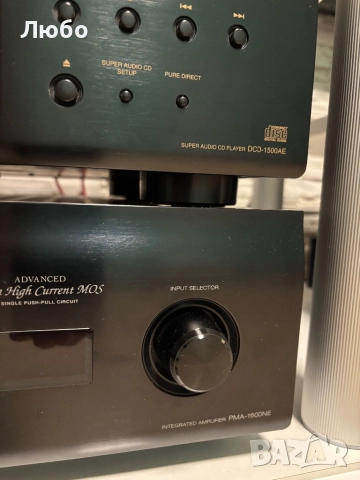 Любо
SUPER AUDIO CD
SETUP
PURE DIRECT
disc
SUPER AUDIO CD PLAYER DCD-1500AE
ADVANCED
High Current MOS
SINGLE PUSH-PULL CIRCUIT
INPUT SELECTOR
INTEGRATED AMPLIFIER PMA-1600NE
BAZAR